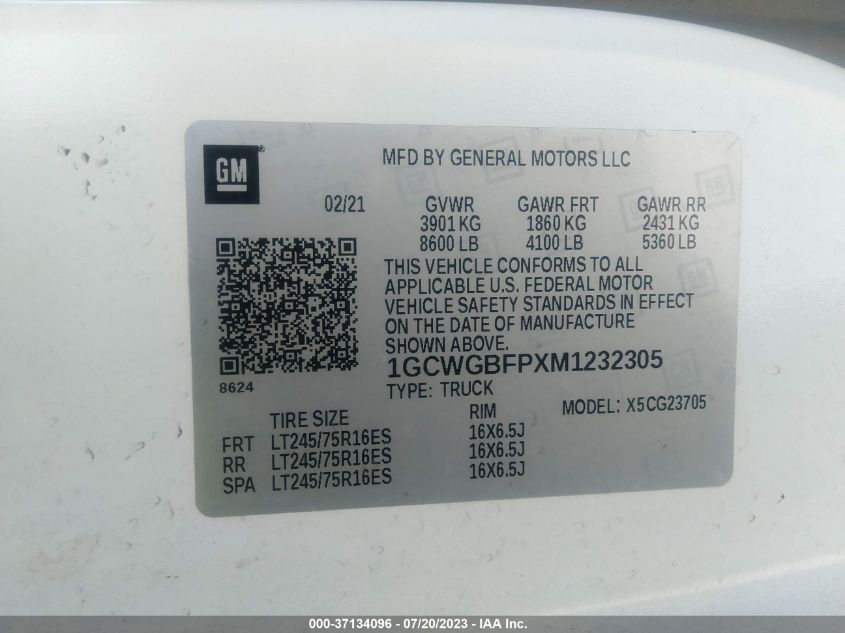 GM
®
MFD BY GENERAL MOTORS LLC
02/21 GVWR GAWR FRT GAWR RR
3901 KG 1860 KG 2431 KG
8600 LB 4100 LB 5360 LB
THIS VEHICLE CONFORMS TO ALL
APPLICABLE U.S. FEDERAL MOTOR
VEHICLE SAFETY STANDARDS IN EFFECT
ON THE DATE OF MANUFACTURE
SHOWN ABOVE.
1GCWGBFPXM1232305
8624
TYPE: TRUCK
MODEL: X5CG23705
TIRE SIZE RIM
FRT LT245/75R16ES 16X6.5J
RR LT245/75R16ES 16X6.5J
SPA LT245/75R16ES 16X6.5J
000-37134096 - 07/20/2023 - IAA Inc.